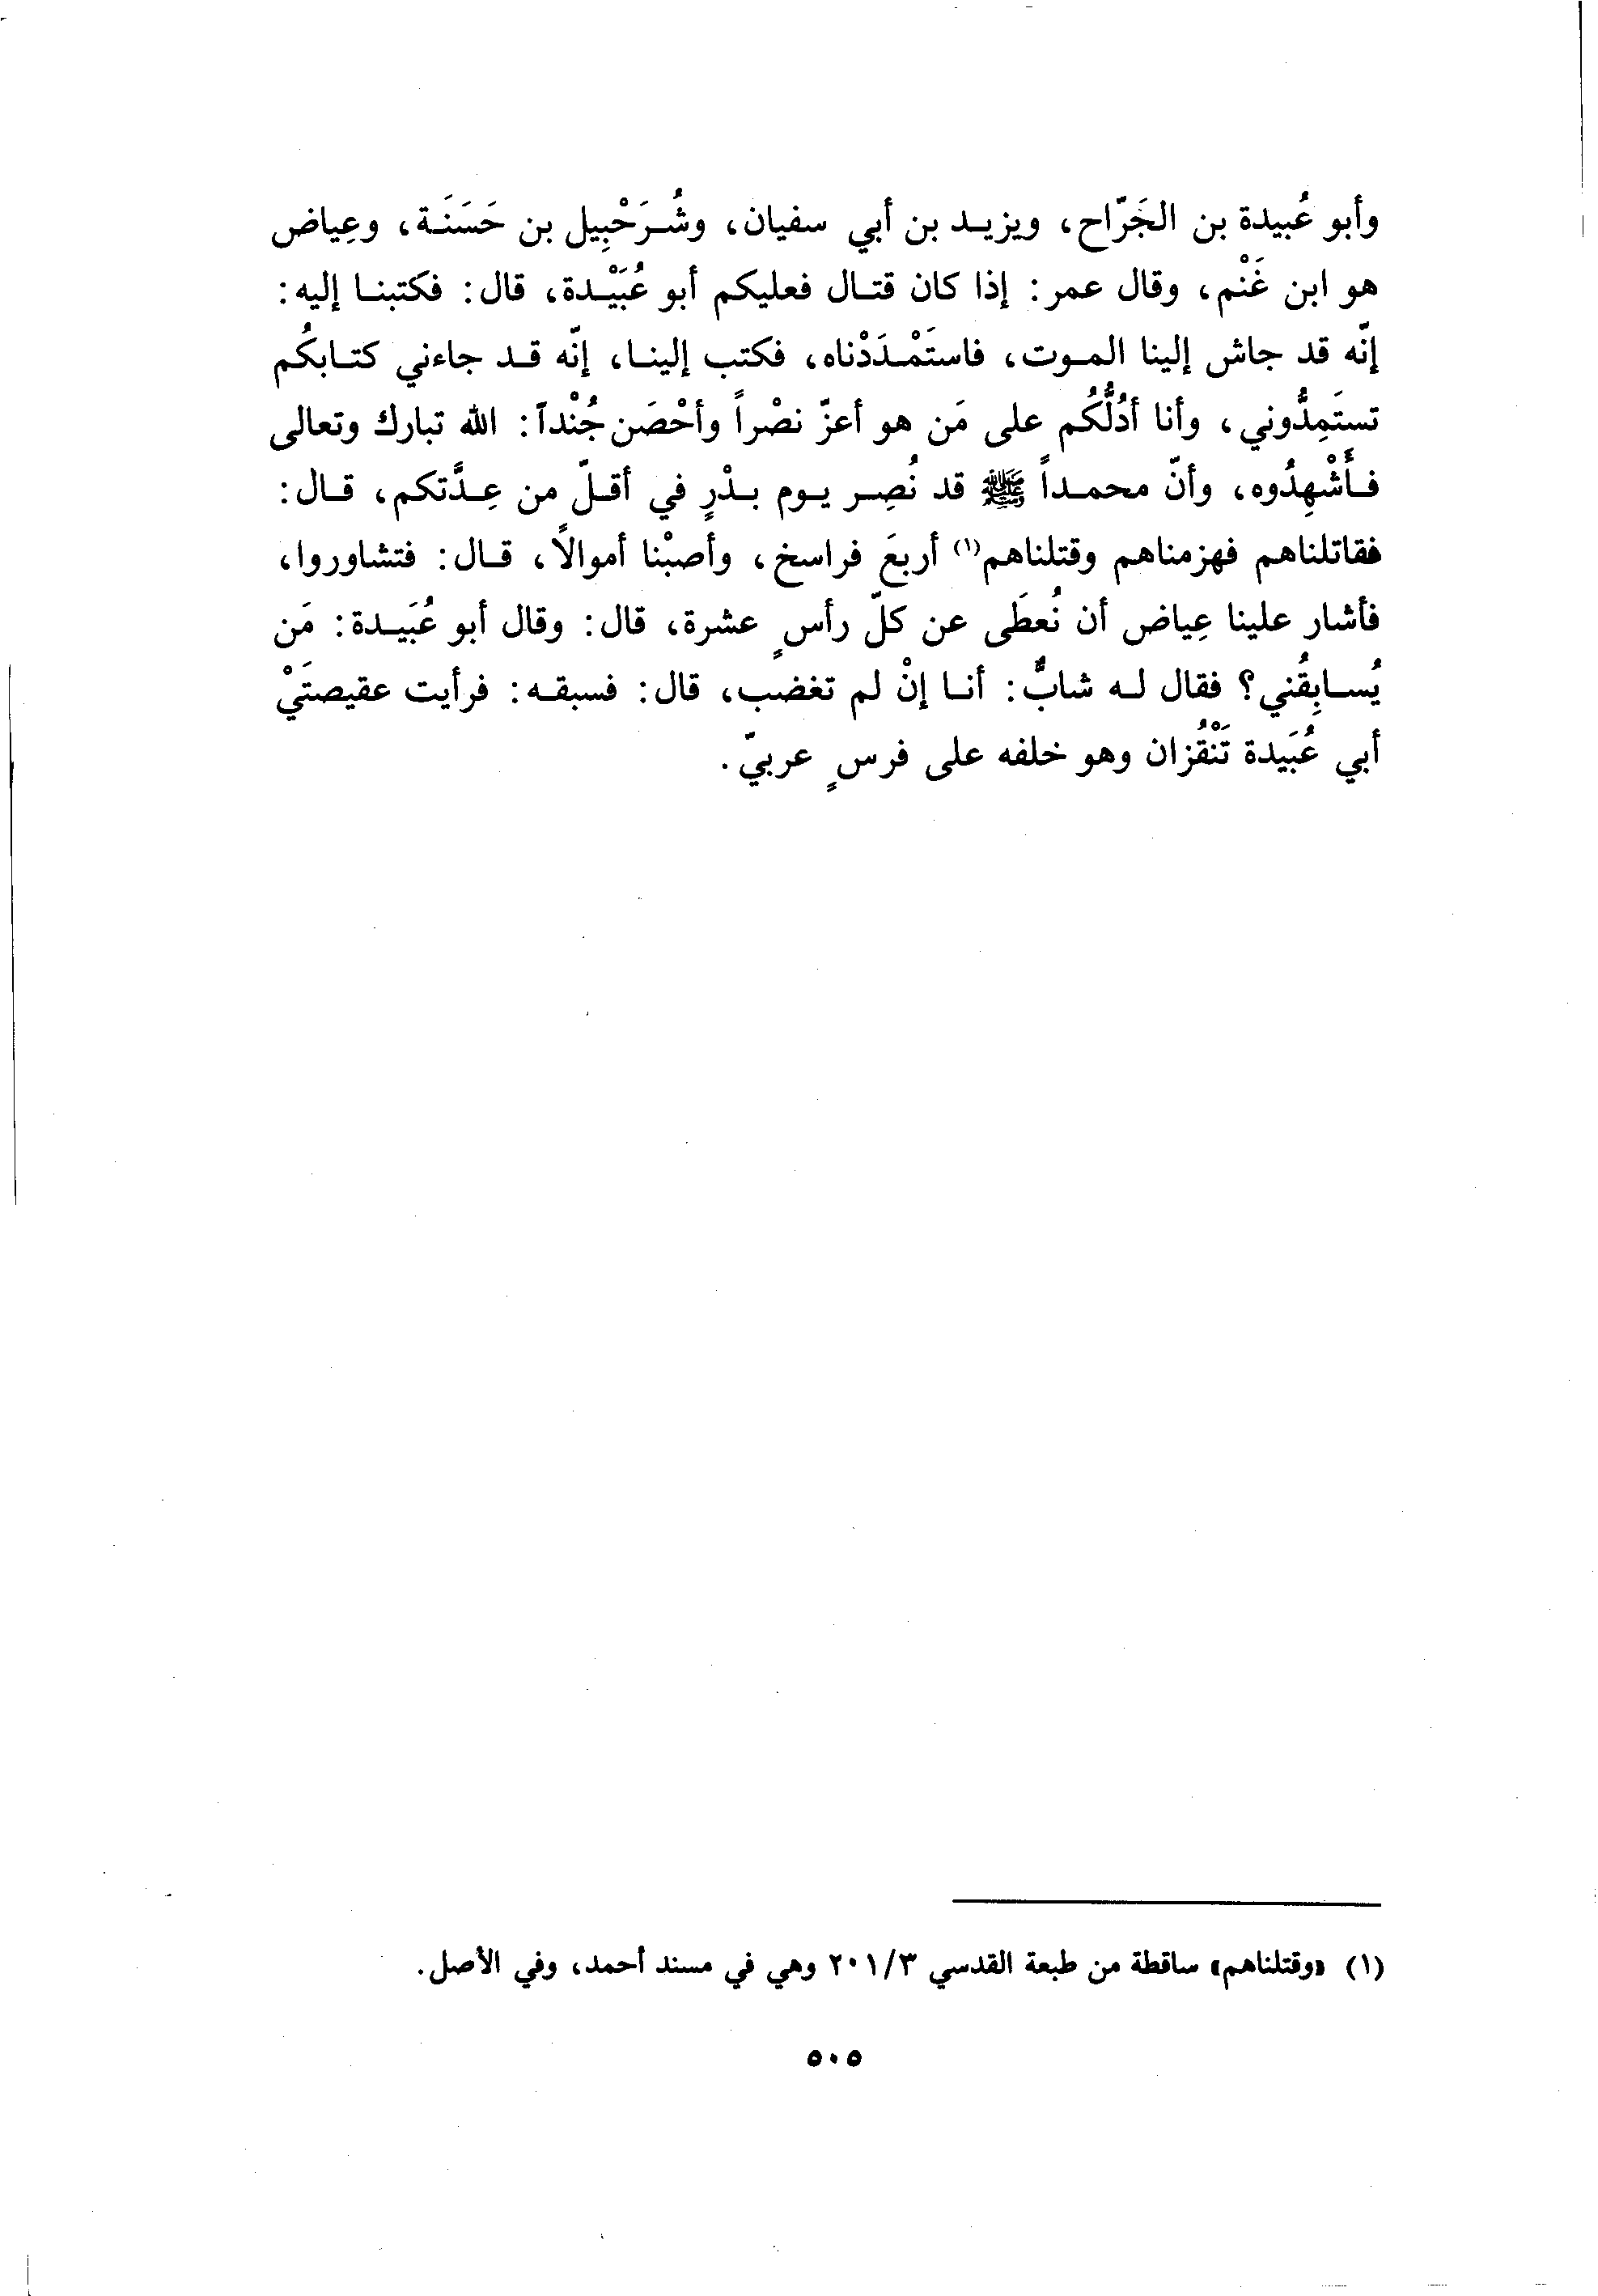 وأبو عُبيدة بن الجَرّاح، ويزيد بن أبي سفيان، وشُرَحْبِيل بن حَسَنَة، وعِياض
هو ابن غَنْم، وقال عمر: إذا كان قتال فعليكم أبو عُبَيْدة، قال: فكتبنا إليه:
إنّه قد جاش إلينا الموت، فاستَمْدَدْناه، فكتب إلينا، إنّه قد جاءني كتابكُم
تستَمِدُّوني، وأنا أدُلُّكُم على مَن هو أعزّ نصْراً وأحْصَن جُنْداً: الله تبارك وتعالى
فأَشْهِدُوه، وأنّ محمداً ﷺ قد نُصِر يوم بدْرٍ في أقلّ من عِدَّتكم، قال:
فقاتلناهم فهزمناهم وقتلناهم(١) أربعَ فراسخ، وأصبْنا أموالاً، قال: فتشاوروا،
فأشار علينا عِياض أن نُعطَى عن كلّ رأسٍ عشرة، قال: وقال أبو عُبَيدة: مَن
يُسابِقُني؟ فقال له شابٌّ: أنا إنْ لم تغضب، قال: فسبقه: فرأيت عقيصتَيْ
أبي عُبَيدة تَنْقُزان وهو خلفه على فرسٍ عربيّ.
(١) «وقتلناهم» ساقطة من طبعة القدسي ٢٠١/٣ وهي في مسند أحمد، وفي الأصل.
٥٠٥